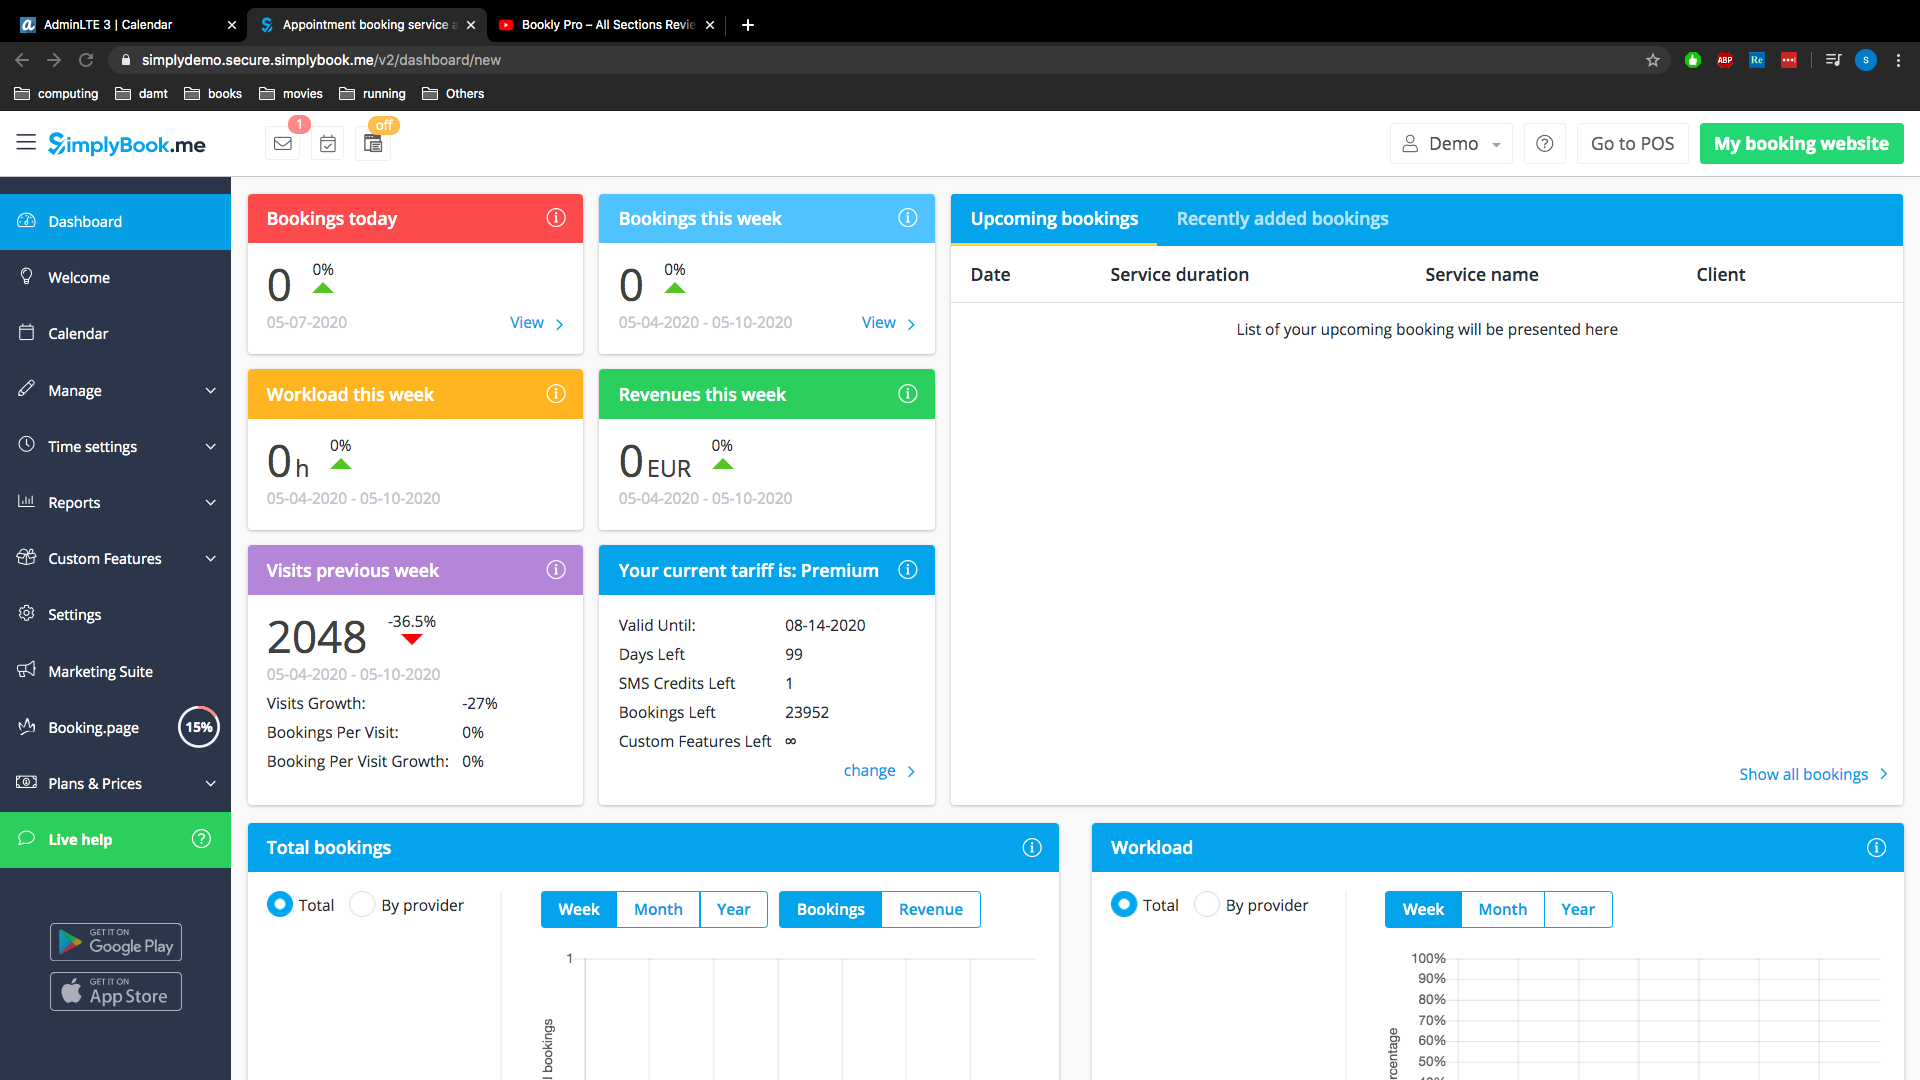 AdminLTE 3 | Calendar
Appointment booking service a
Bookly Pro – All Sections Revie
simplydemo.secure.simplybook.me/v2/dashboard/new
ABP
Re
S
computing
damt
books
movies
running
Others
SimplyBook.me
1
off
Demo
Go to POS
My booking website
Dashboard
Welcome
Calendar
Manage
Time settings
Reports
Custom Features
Settings
Marketing Suite
Booking.page
15%
Plans & Prices
Live help
GET IT ON
Google Play
GET IT ON
App Store
Bookings today
0
0%
05-07-2020
View
Bookings this week
0
0%
05-04-2020 - 05-10-2020
View
Workload this week
0 h
0%
05-04-2020 - 05-10-2020
Revenues this week
0 EUR
0%
05-04-2020 - 05-10-2020
Visits previous week
2048
-36.5%
05-04-2020 - 05-10-2020
Visits Growth: -27%
Bookings Per Visit: 0%
Booking Per Visit Growth: 0%
Your current tariff is: Premium
Valid Until: 08-14-2020
Days Left 99
SMS Credits Left 1
Bookings Left 23952
Custom Features Left ∞
change
Upcoming bookings
Recently added bookings
Date Service duration Service name Client
List of your upcoming booking will be presented here
Show all bookings
Total bookings
Total
By provider
Week Month Year
Bookings Revenue
1
bookings
Workload
Total
By provider
Week Month Year
100%
90%
80%
70%
60%
50%
rcentage